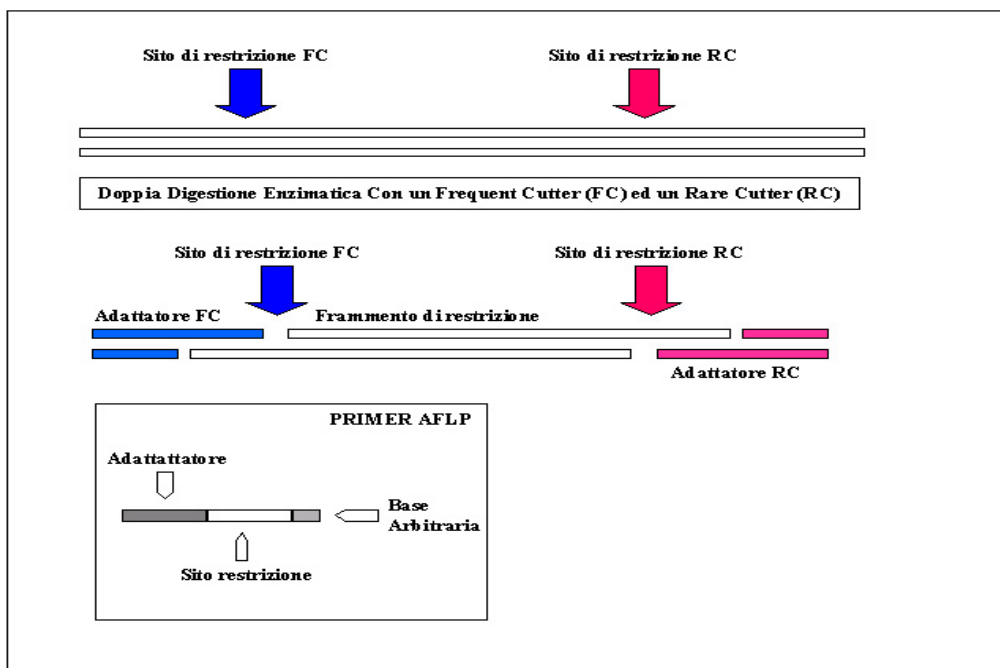 Sito di restrizione FC
Sito di restrizione RC
Doppia Digestione Enzimatica Con un Frequent Cutter (FC) ed un Rare Cutter (RC)
Sito di restrizione FC
Sito di restrizione RC
Adattatore FC
Frammento di restrizione
Adattatore RC
PRIMER AFLP
Adattattatore
Base
Arbitraria
Sito restrizione